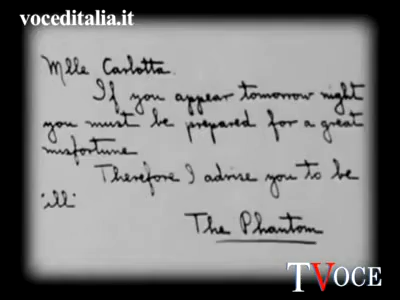 voceditalia.it
Mlle Carlotta.
If you appear tomorrow night
you must be prepared for a great
misfortune
Therefore I advise you to be
"ill"
The Phantom
TVOCE